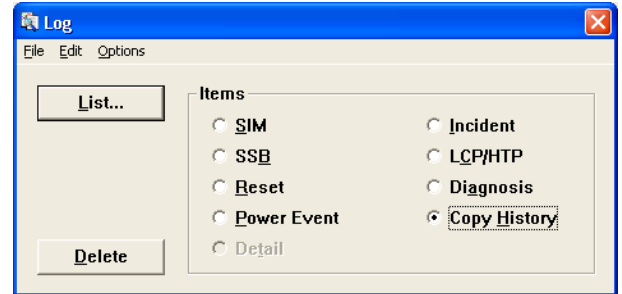 Log
File Edit Options
List...
Items
SIM
Incident
SSB
LCP/HTP
Reset
Diagnosis
Power Event
Copy History
Detail
Delete